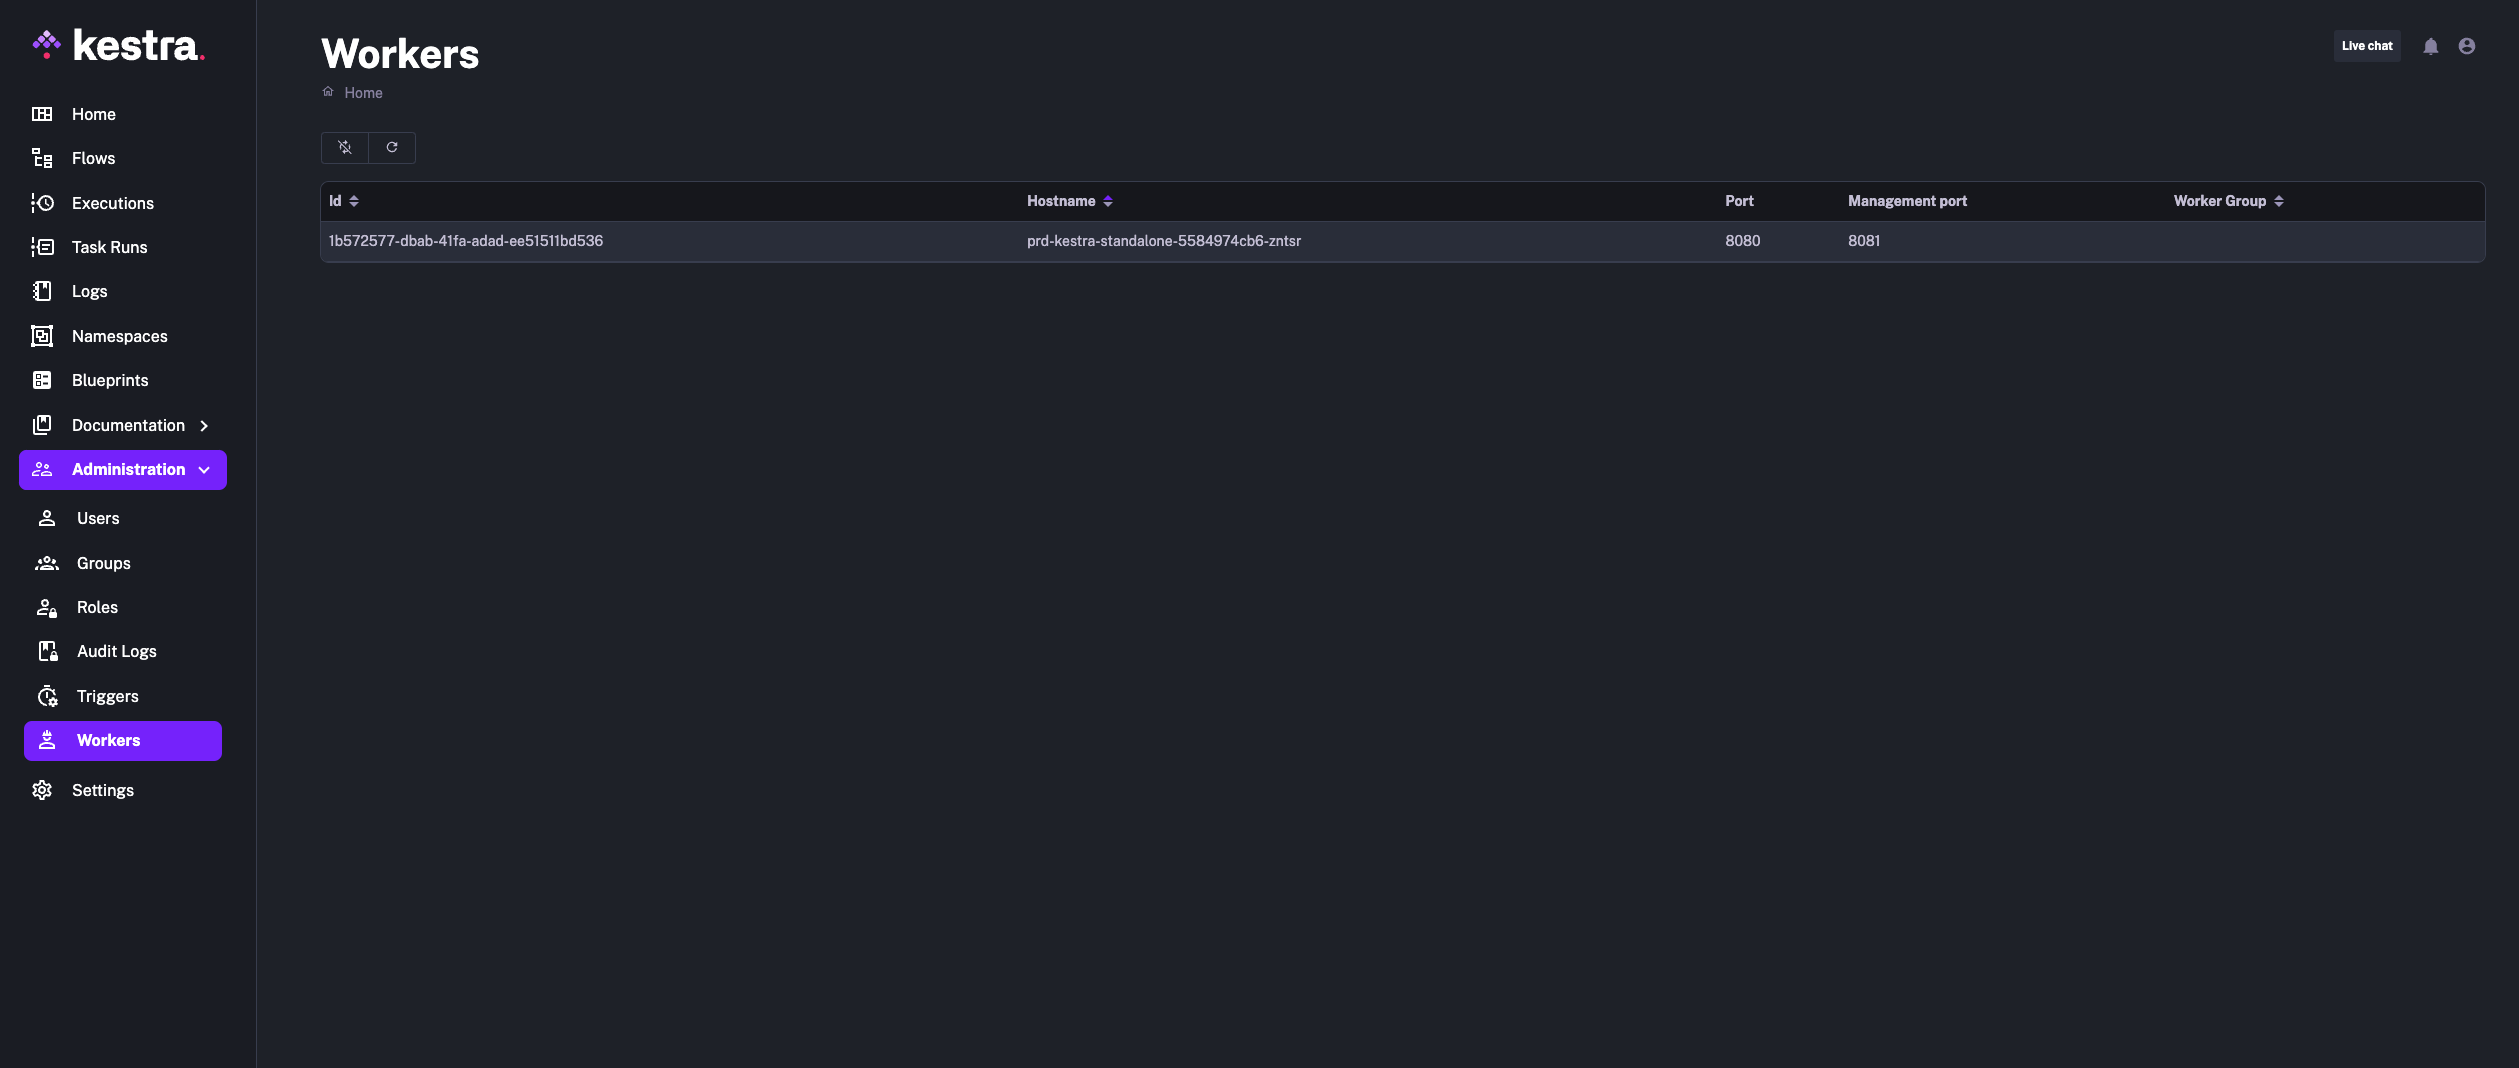 kestra.
Home
Flows
Executions
Task Runs
Logs
Namespaces
Blueprints
Documentation
Administration
Users
Groups
Roles
Audit Logs
Triggers
Workers
Settings
Workers
Home
Live chat
Id Hostname Port Management port Worker Group
1b572577-dbab-41fa-adad-ee51511bd536 prd-kestra-standalone-5584974cb6-zntsr 8080 8081